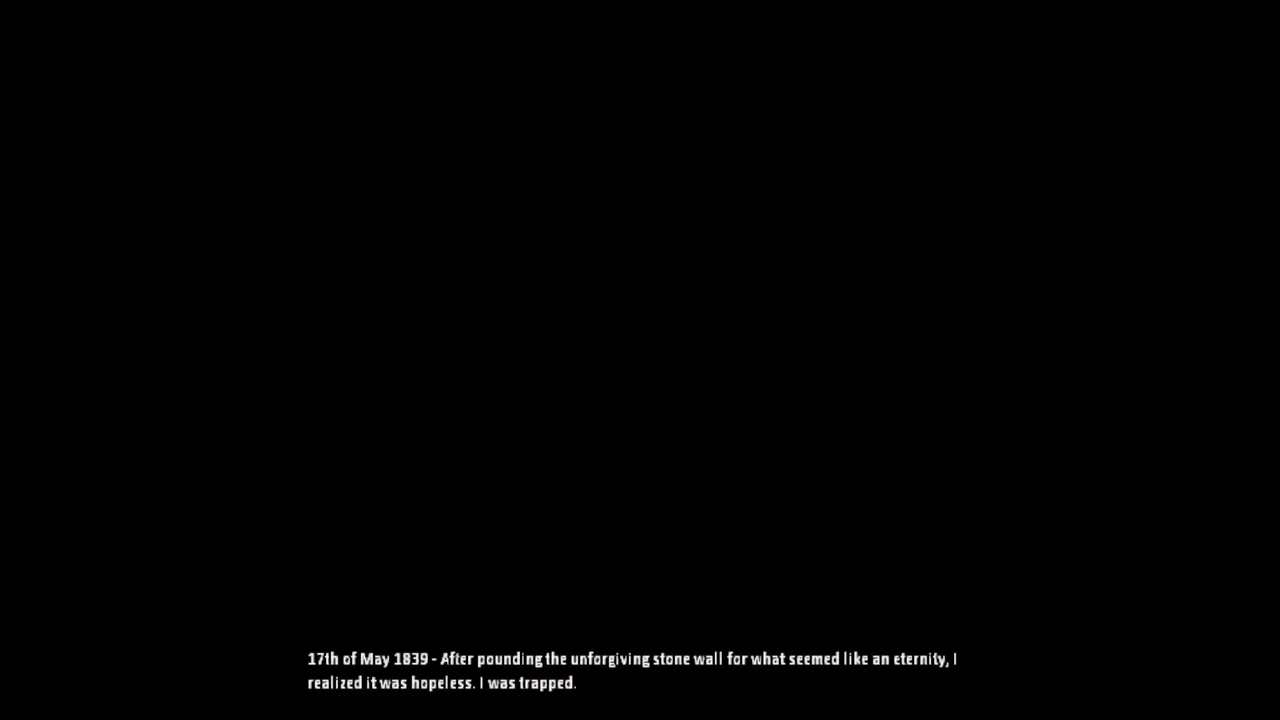 17th of May 1839 - After pounding the unforgiving stone wall for what seemed like an eternity, I
realized it was hopeless. I was trapped.